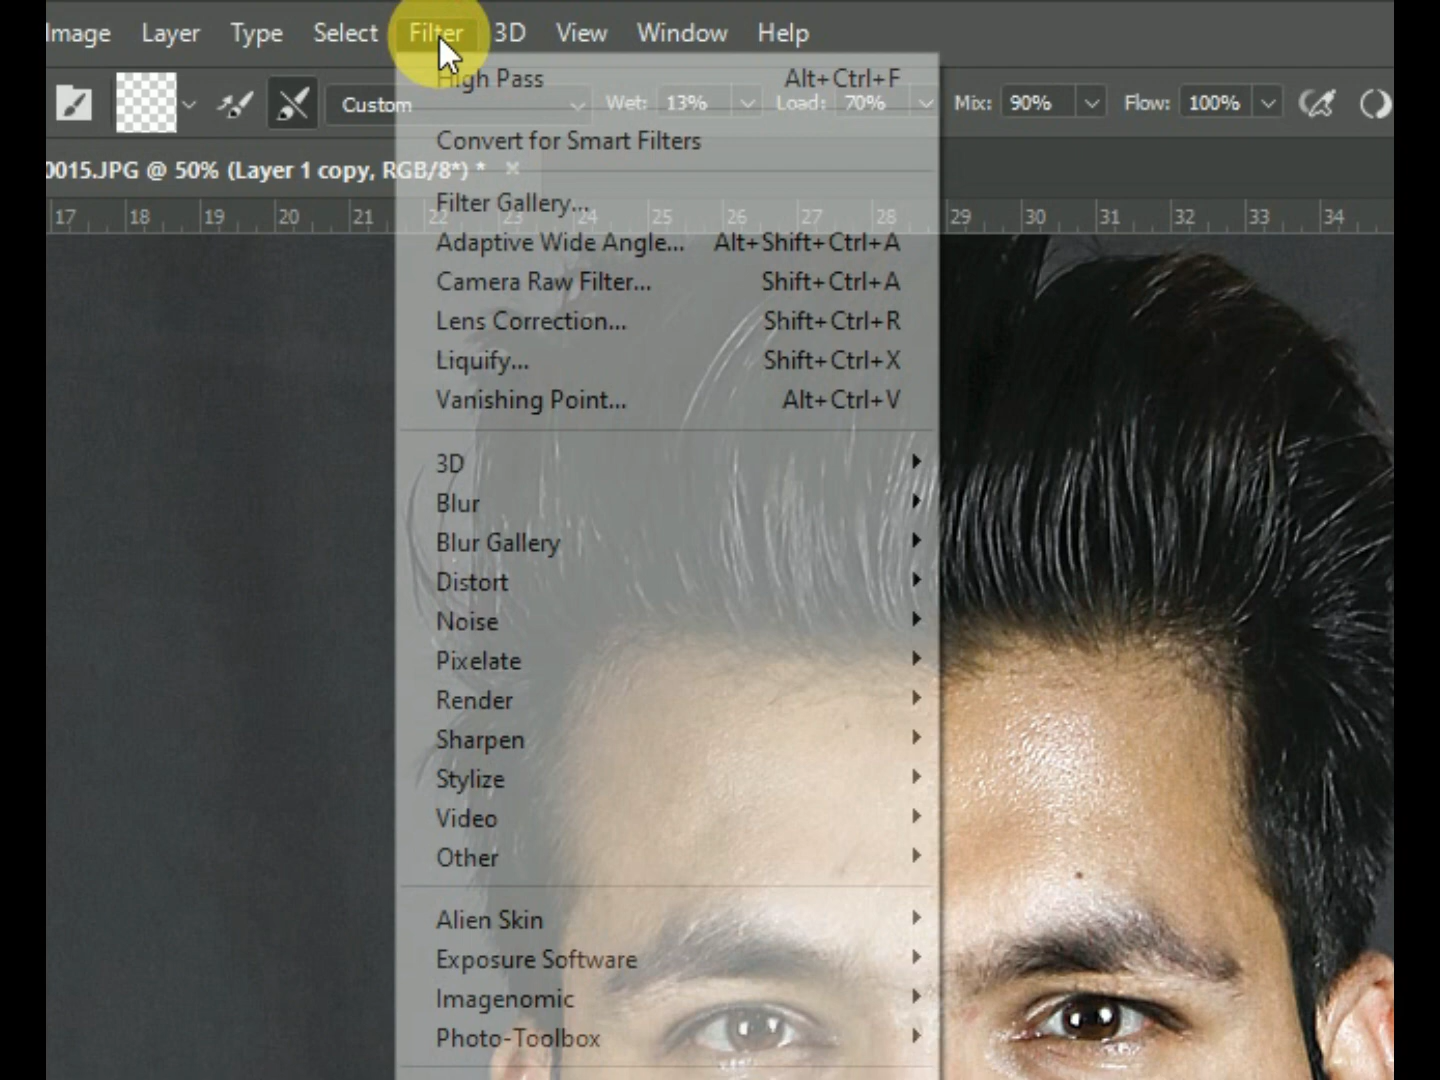 Image Layer Type Select Filter 3D View Window Help
High Pass Alt+Ctrl+F
Custom Wet: 13% Load: 70% Mix: 90% Flow: 100%
Convert for Smart Filters
0015.JPG @ 50% (Layer 1 copy, RGB/8*) *
Filter Gallery...
17 18 19 20 21 22 23 24 25 26 27 28 29 30 31 32 33 34
Adaptive Wide Angle... Alt+Shift+Ctrl+A
Camera Raw Filter... Shift+Ctrl+A
Lens Correction... Shift+Ctrl+R
Liquify... Shift+Ctrl+X
Vanishing Point... Alt+Ctrl+V
3D
Blur
Blur Gallery
Distort
Noise
Pixelate
Render
Sharpen
Stylize
Video
Other
Alien Skin
Exposure Software
Imagenomic
Photo-Toolbox